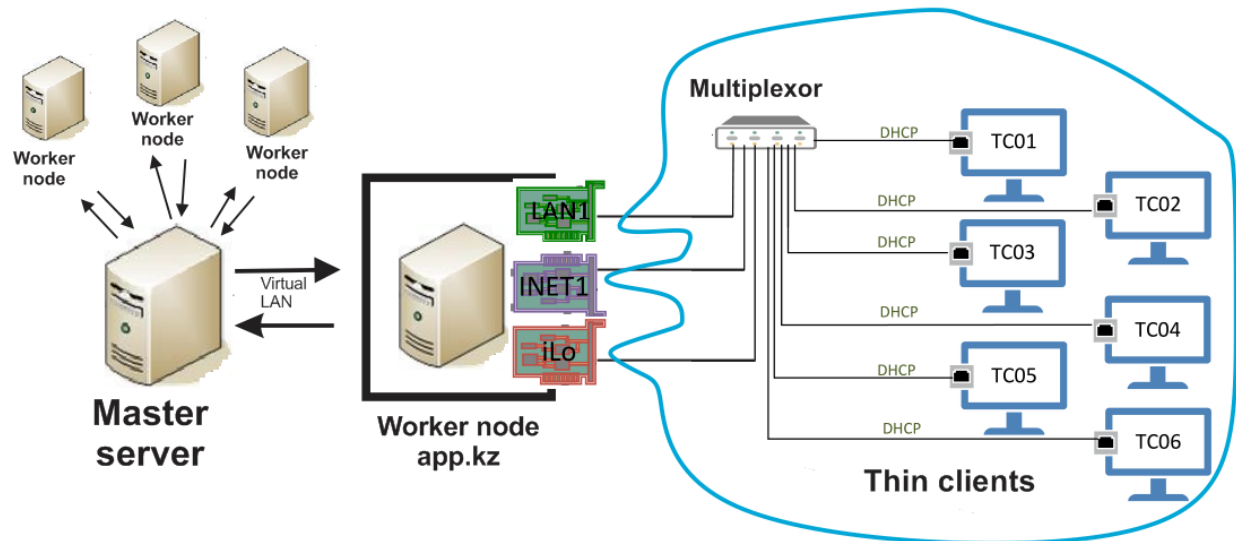 Worker
node
Worker
node
Worker
node
Master
server
Virtual
LAN
LAN1
INET1
iLo
Worker node
app.kz
Multiplexor
DHCP
TC01
DHCP
TC02
DHCP
TC03
DHCP
TC04
DHCP
TC05
DHCP
TC06
Thin clients